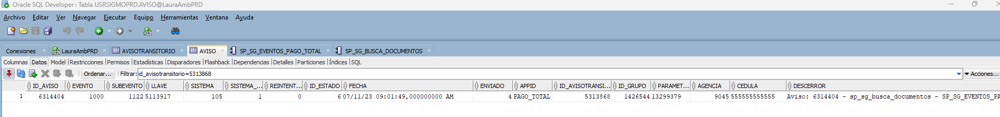 Oracle SQL Developer : Tabla USRSIGMOPRD.AVISO@LauraAmbPRD
Archivo Editar Ver Navegar Ejecutar Equipo Herramientas Ventana Ayuda
Conexiones LauraAmbPRD AVISOTRANSITORIO AVISO SP_SG_EVENTOS_PAGO_TOTAL SP_SG_BUSCA_DOCUMENTOS
Columnas Datos Model Restricciones Permisos Estadísticas Disparadores Flashback Dependencias Detalles Particiones Índices SQL
Ordenar... Filtrar: id_avisotransitorio=5313868 Acciones...
ID_AVISO EVENTO SUBEVENTO LLAVE SISTEMA SISTEMA_... REINTENT... ID_ESTADO FECHA ENVIADO APPID ID_AVISOTRANSI... ID_GRUPO PARAMET... AGENCIA CEDULA DESCERROR
1 6314404 1000 1122 5113917 105 1 0 6 07/11/23 09:01:49,000000000 AM 4 PAGO_TOTAL 5313868 1426544 13299379 9045 555555555555 Aviso: 6314404 - sp_sg_busca_documentos - SP_SG_EVENTOS_PA